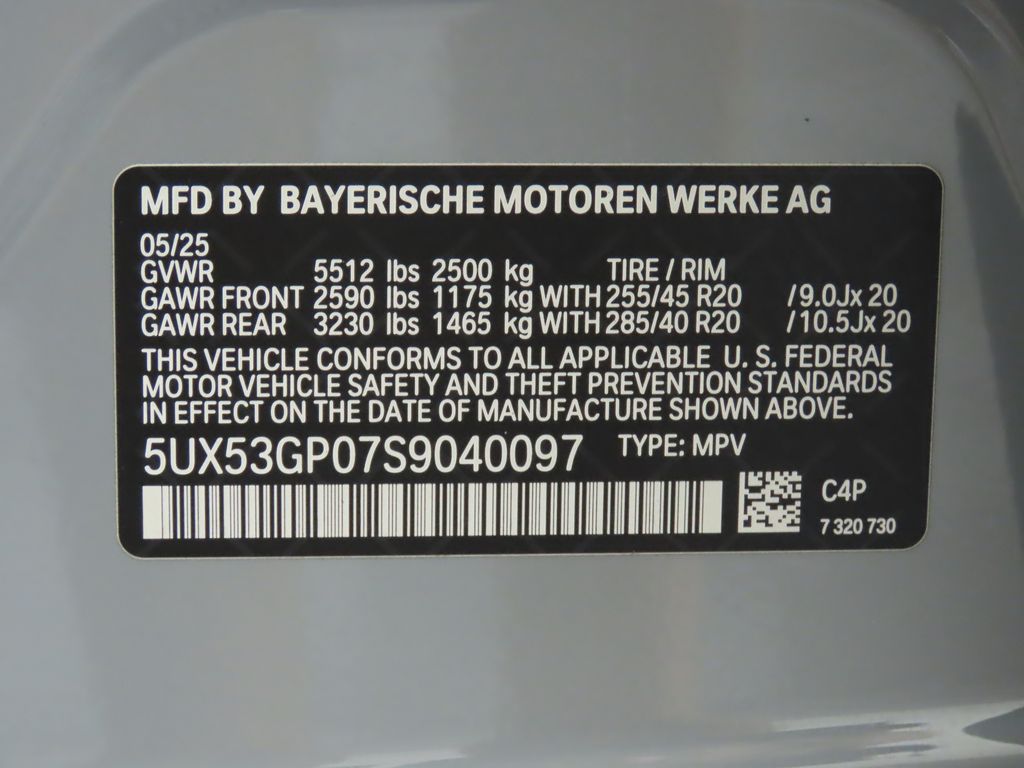 MFD BY BAYERISCHE MOTOREN WERKE AG
05/25
GVWR 5512 lbs 2500 kg TIRE / RIM
GAWR FRONT 2590 lbs 1175 kg WITH 255/45 R20 /9.0Jx 20
GAWR REAR 3230 lbs 1465 kg WITH 285/40 R20 /10.5Jx 20
THIS VEHICLE CONFORMS TO ALL APPLICABLE U. S. FEDERAL
MOTOR VEHICLE SAFETY AND THEFT PREVENTION STANDARDS
IN EFFECT ON THE DATE OF MANUFACTURE SHOWN ABOVE.
5UX53GP07S9040097 TYPE: MPV
C4P
7 320 730